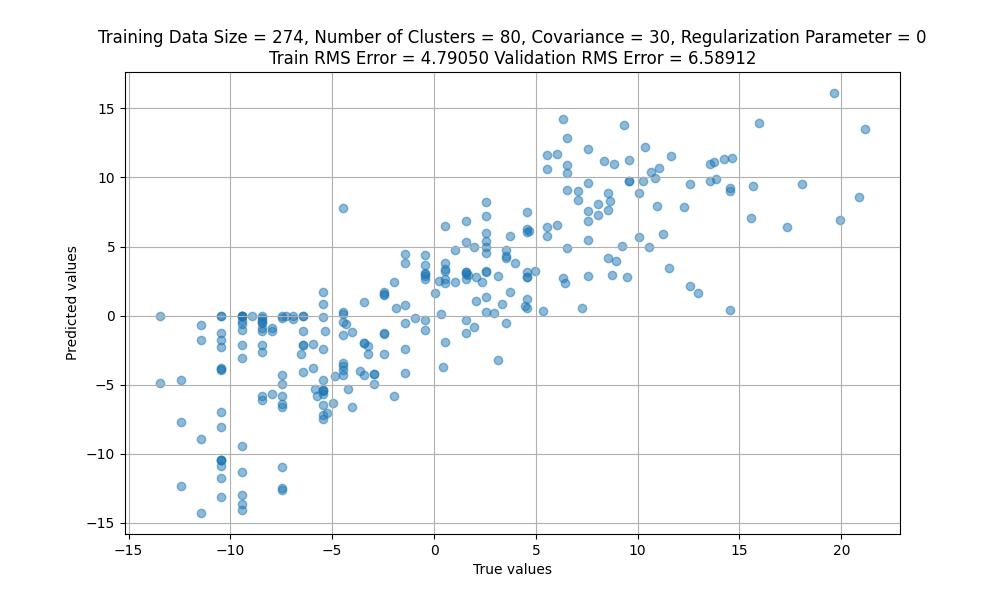 Training Data Size = 274, Number of Clusters = 80, Covariance = 30, Regularization Parameter = 0
Train RMS Error = 4.79050 Validation RMS Error = 6.58912
15
10
5
0
−5
−10
−15
Predicted values
−15 −10 −5 0 5 10 15 20
True values